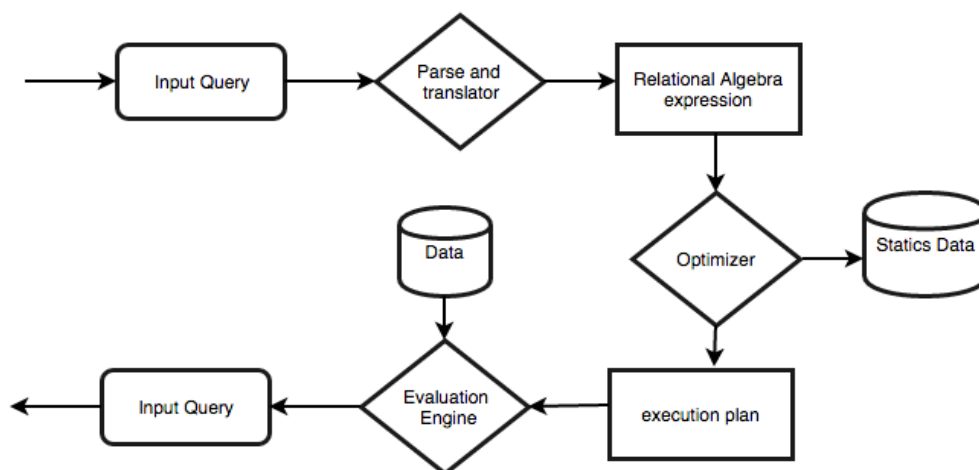 Input Query
Parse and
translator
Relational Algebra
expression
Data
Optimizer
Statics Data
Input Query
Evaluation
Engine
execution plan